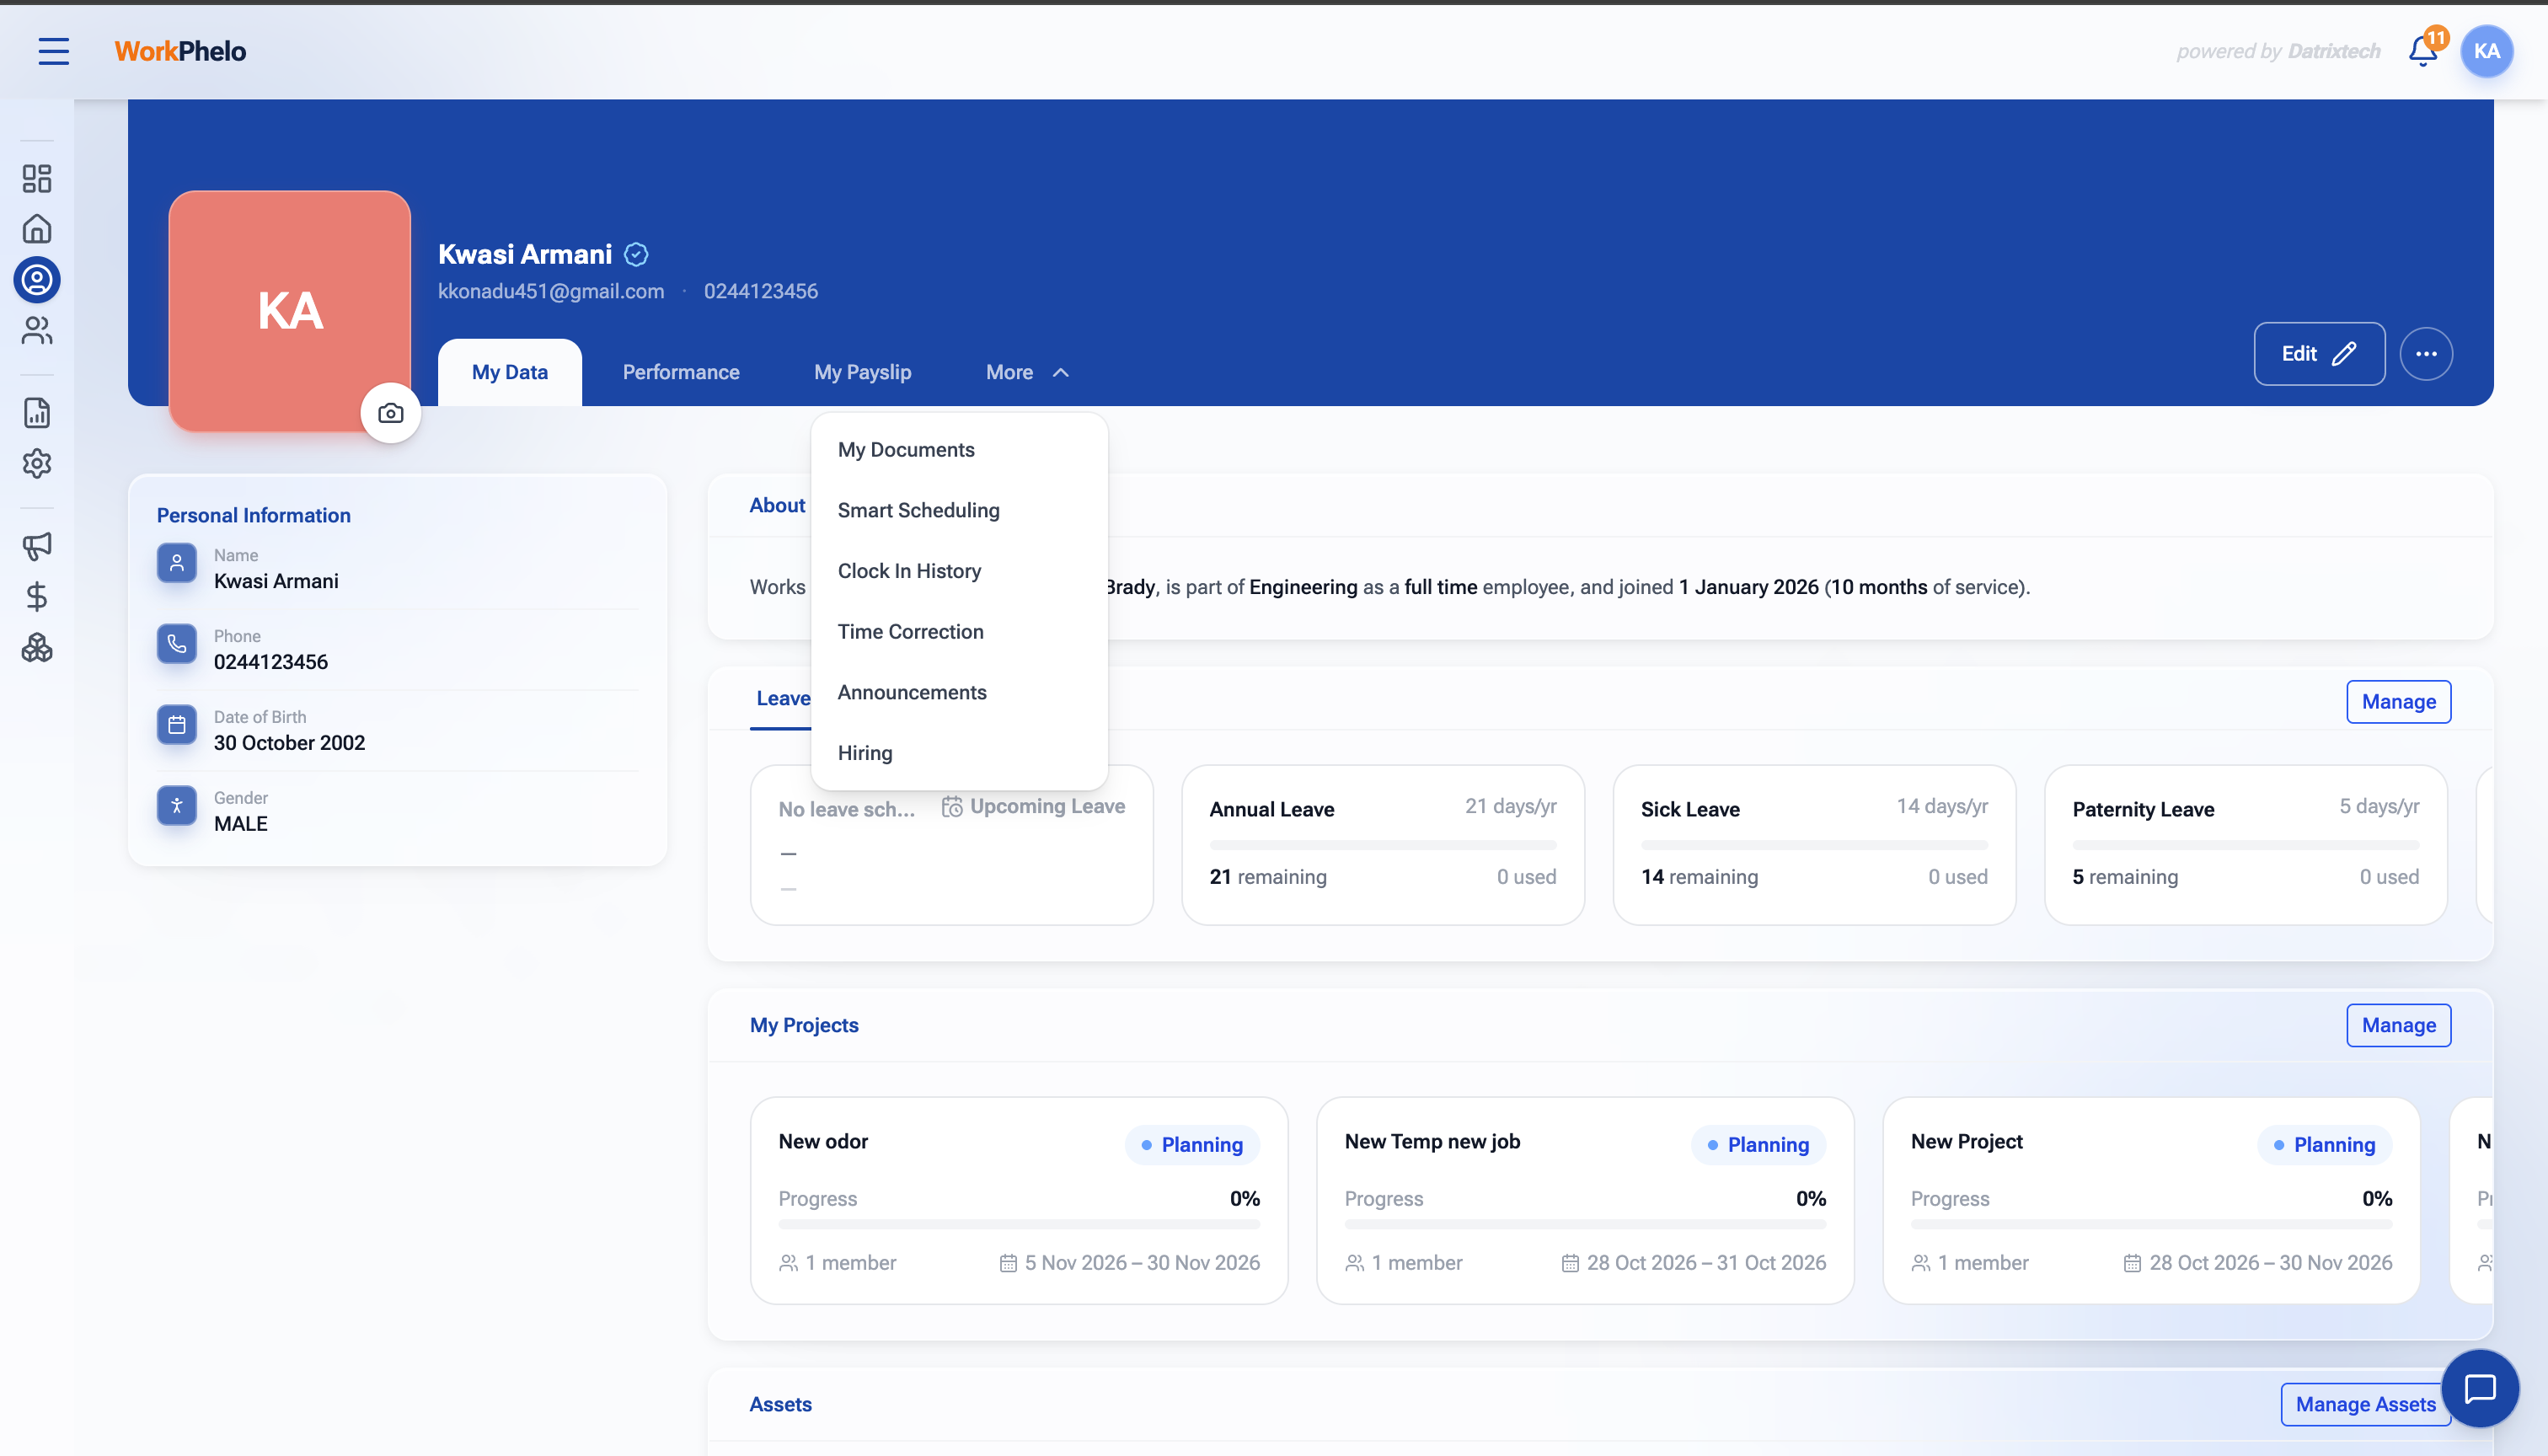 WorkPhelo
powered by Datrixtech
11
KA
KA
Kwasi Armani
kkonadu451@gmail.com · 0244123456
My Data
Performance
My Payslip
More
Edit
My Documents
Smart Scheduling
Clock In History
Time Correction
Announcements
Hiring
Personal Information
Name
Kwasi Armani
Phone
0244123456
Date of Birth
30 October 2002
Gender
MALE
About
Works Brady, is part of Engineering as a full time employee, and joined 1 January 2026 (10 months of service).
Leave
Manage
No leave sch...
Upcoming Leave
—
—
Annual Leave
21 days/yr
21 remaining
0 used
Sick Leave
14 days/yr
14 remaining
0 used
Paternity Leave
5 days/yr
5 remaining
0 used
My Projects
Manage
New odor
Planning
Progress
0%
1 member
5 Nov 2026 – 30 Nov 2026
New Temp new job
Planning
Progress
0%
1 member
28 Oct 2026 – 31 Oct 2026
New Project
Planning
Progress
0%
1 member
28 Oct 2026 – 30 Nov 2026
Assets
Manage Assets